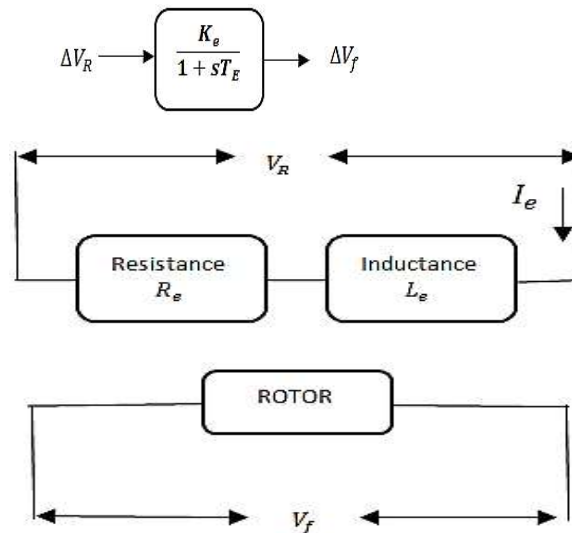 ΔV_R K_e / (1 + sT_E) ΔV_f
V_R
I_e
Resistance
R_e
Inductance
L_e
ROTOR
V_f